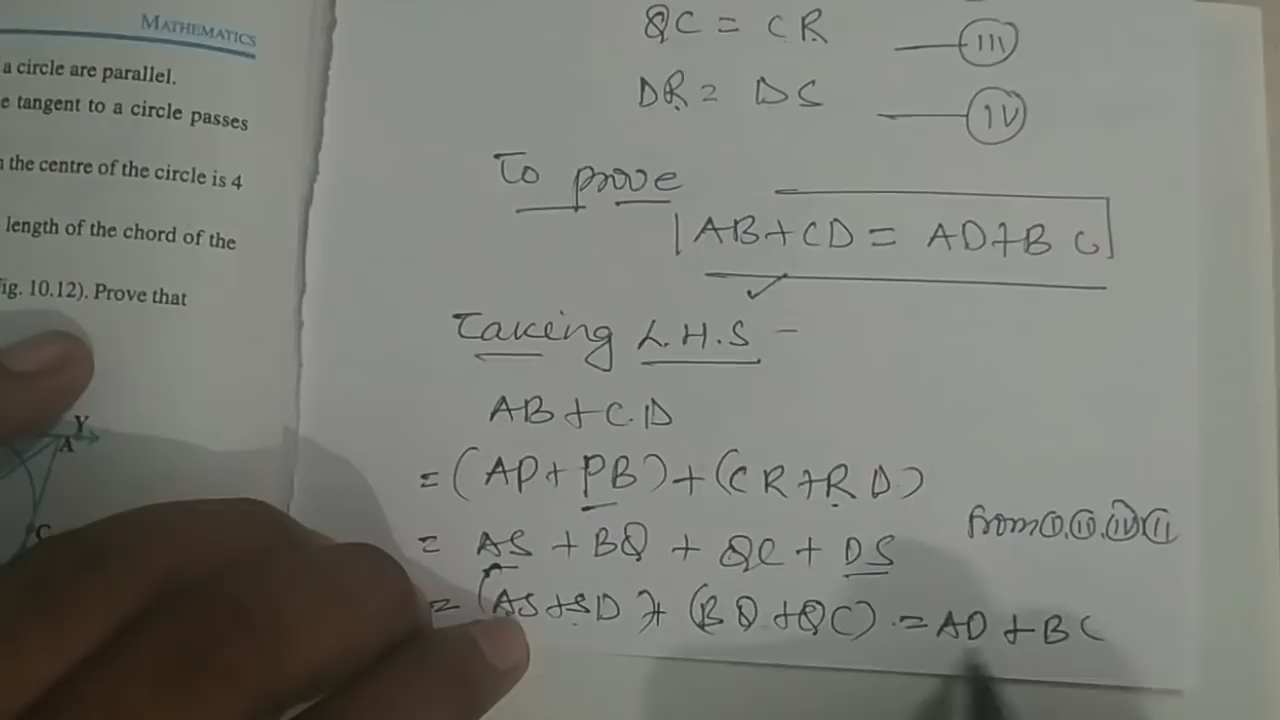 MATHEMATICS
a circle are parallel.
e tangent to a circle passes
the centre of the circle is 4
length of the chord of the
ig. 10.12). Prove that
Y
A
C
QC = CR — III
DR = DS — IV
To prove
AB+CD = AD+BC
Taking L.H.S -
AB + C.D
= (AP + PB) + (CR + RD)
= AS + BQ + QC + DS
= (AS + SD) + (BQ + QC) . = AD + BC